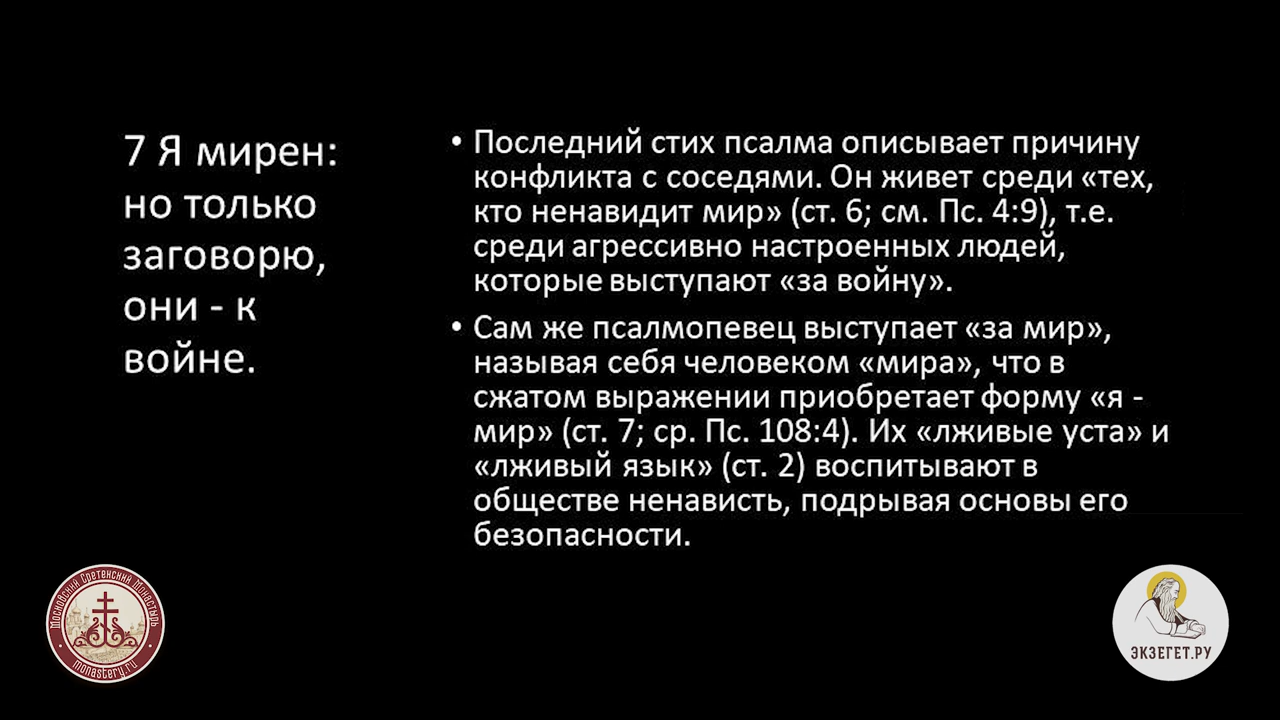 7 Я мирен:
но только
заговорю,
они - к
войне.
• Последний стих псалма описывает причину
конфликта с соседями. Он живет среди «тех,
кто ненавидит мир» (ст. 6; см. Пс. 4:9), т.е.
среди агрессивно настроенных людей,
которые выступают «за войну».
• Сам же псалмопевец выступает «за мир»,
называя себя человеком «мира», что в
сжатом выражении приобретает форму «я -
мир» (ст. 7; ср. Пс. 108:4). Их «лживые уста» и
«лживый язык» (ст. 2) воспитывают в
обществе ненависть, подрывая основы его
безопасности.
Московский Сретенский Монастырь
monastery.ru
ЭКЗЕГЕТ.РУ